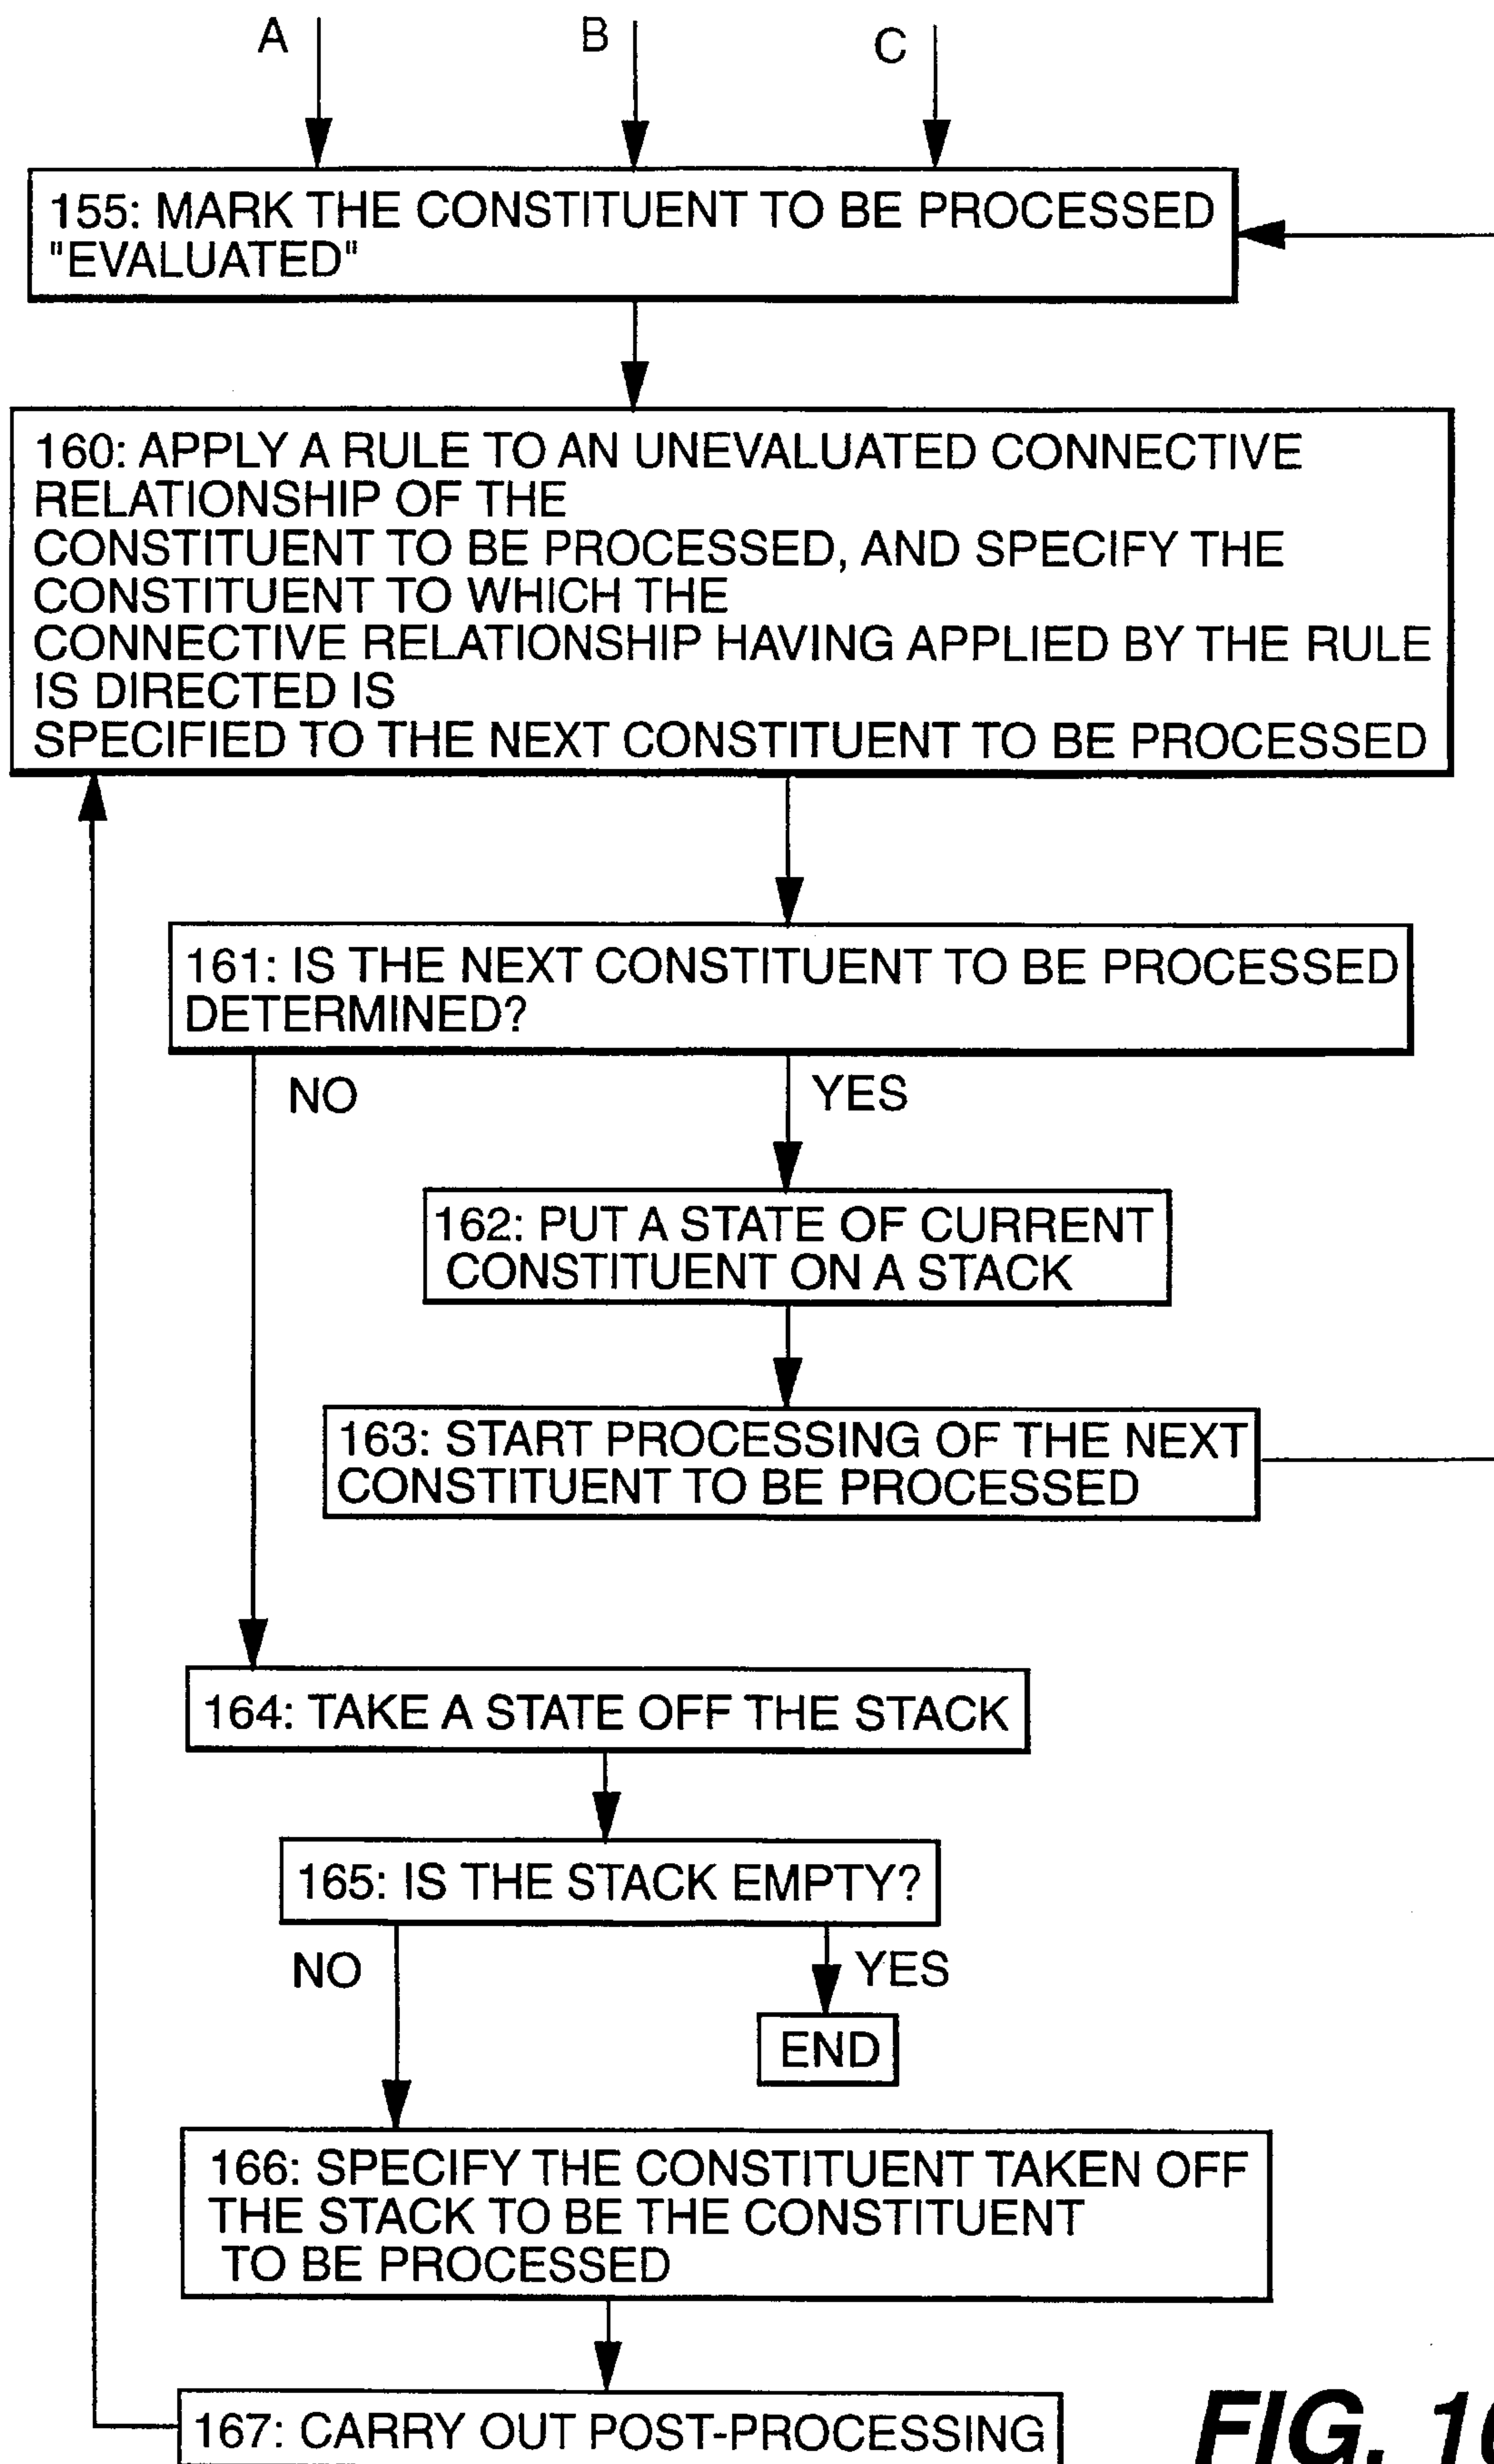 A
B
C
155: MARK THE CONSTITUENT TO BE PROCESSED
"EVALUATED"
160: APPLY A RULE TO AN UNEVALUATED CONNECTIVE
RELATIONSHIP OF THE
CONSTITUENT TO BE PROCESSED, AND SPECIFY THE
CONSTITUENT TO WHICH THE
CONNECTIVE RELATIONSHIP HAVING APPLIED BY THE RULE
IS DIRECTED IS
SPECIFIED TO THE NEXT CONSTITUENT TO BE PROCESSED
161: IS THE NEXT CONSTITUENT TO BE PROCESSED
DETERMINED?
NO
YES
162: PUT A STATE OF CURRENT
CONSTITUENT ON A STACK
163: START PROCESSING OF THE NEXT
CONSTITUENT TO BE PROCESSED
164: TAKE A STATE OFF THE STACK
165: IS THE STACK EMPTY?
NO
YES
END
166: SPECIFY THE CONSTITUENT TAKEN OFF
THE STACK TO BE THE CONSTITUENT
TO BE PROCESSED
167: CARRY OUT POST-PROCESSING
FIG.